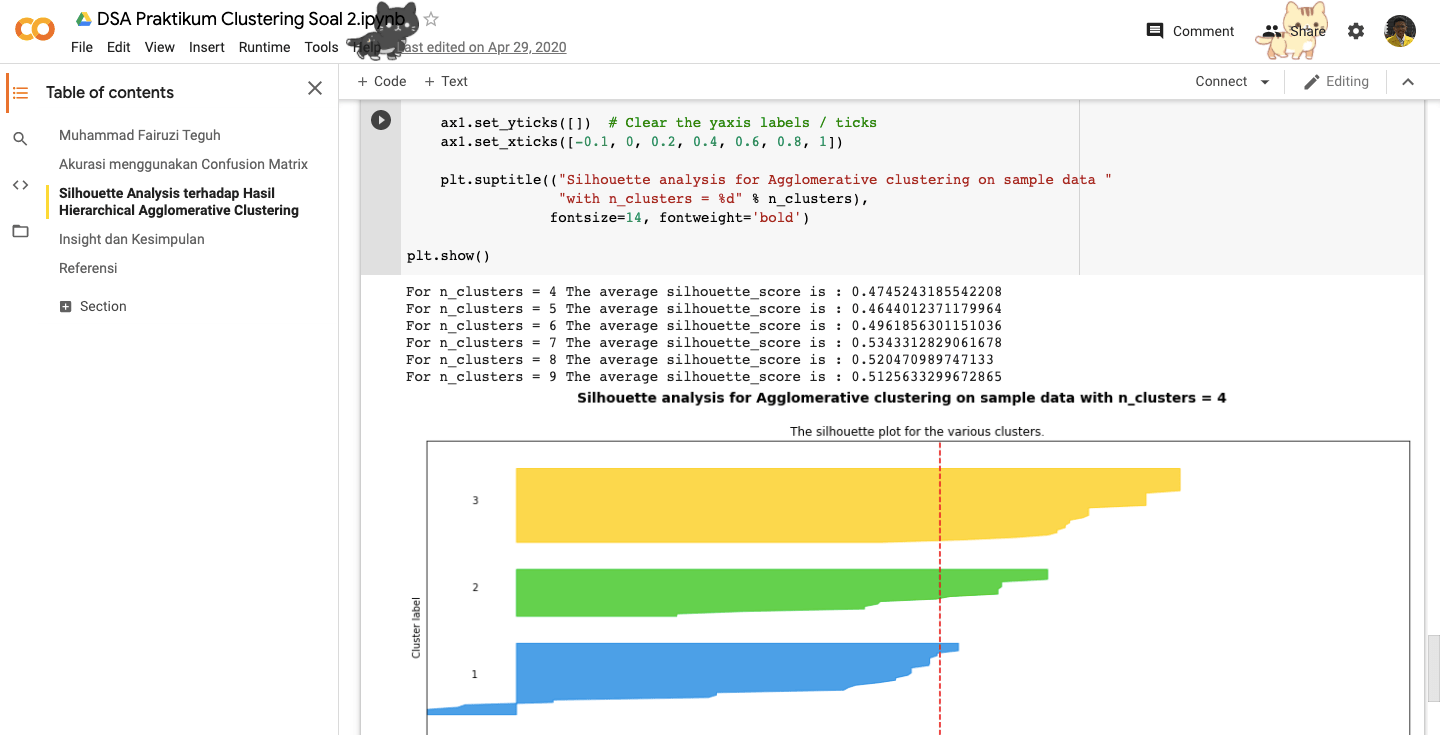 DSA Praktikum Clustering Soal 2.ipynb
File Edit View Insert Runtime Tools Help Last edited on Apr 29, 2020
Comment
Share
Table of contents
Muhammad Fairuzi Teguh
Akurasi menggunakan Confusion Matrix
Silhouette Analysis terhadap Hasil
Hierarchical Agglomerative Clustering
Insight dan Kesimpulan
Referensi
Section
+ Code + Text
Connect
Editing
ax1.set_yticks([])  # Clear the yaxis labels / ticks
ax1.set_xticks([-0.1, 0, 0.2, 0.4, 0.6, 0.8, 1])
plt.suptitle(("Silhouette analysis for Agglomerative clustering on sample data "
"with n_clusters = %d" % n_clusters),
fontsize=14, fontweight='bold')
plt.show()
For n_clusters = 4 The average silhouette_score is : 0.4745243185542208
For n_clusters = 5 The average silhouette_score is : 0.4644012371179964
For n_clusters = 6 The average silhouette_score is : 0.4961856301151036
For n_clusters = 7 The average silhouette_score is : 0.5343312829061678
For n_clusters = 8 The average silhouette_score is : 0.520470989747133
For n_clusters = 9 The average silhouette_score is : 0.5125633299672865
Silhouette analysis for Agglomerative clustering on sample data with n_clusters = 4
The silhouette plot for the various clusters.
3
2
1
Cluster label